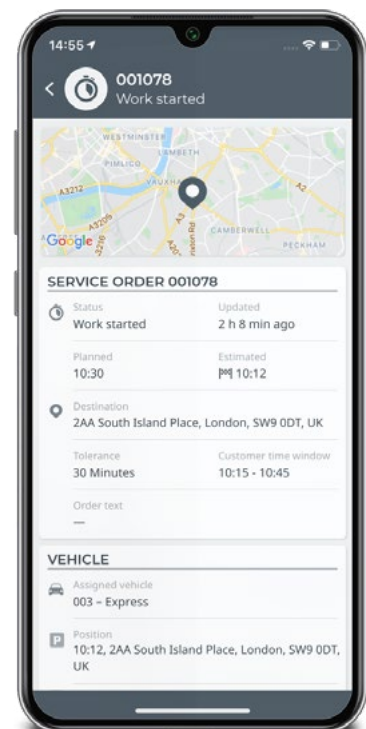 14:55
001078
Work started
WESTMINSTER
LAMBETH
PIMLICO
VAUXHA
A3212
A2
A3205
A3
CAMBERWELL
PECKHAM
Google
SERVICE ORDER 001078
Status
Updated
Work started
2 h 8 min ago
Planned
Estimated
10:30
10:12
Destination
2AA South Island Place, London, SW9 0DT, UK
Tolerance
Customer time window
30 Minutes
10:15 - 10:45
Order text
—
VEHICLE
Assigned vehicle
003 – Express
P
Position
10:12, 2AA South Island Place, London, SW9 0DT,
UK